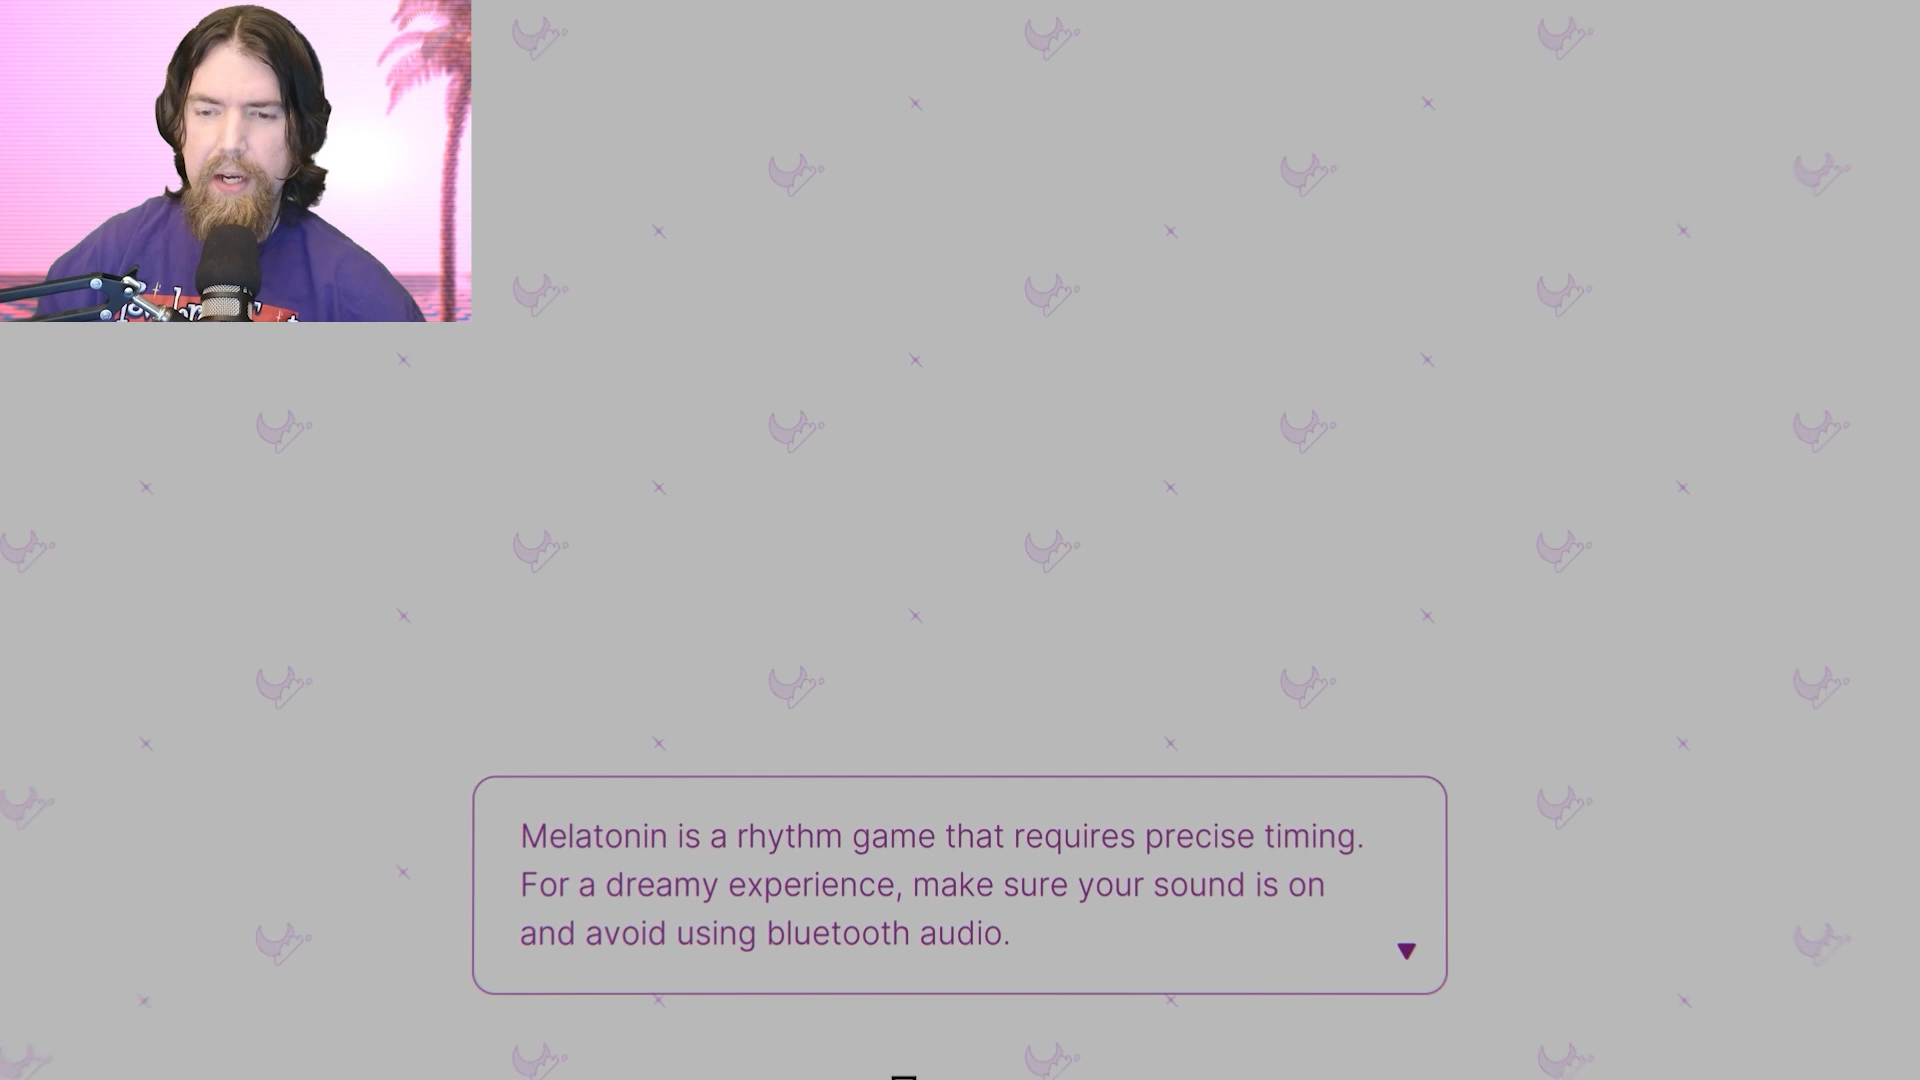 Melatonin is a rhythm game that requires precise timing.
For a dreamy experience, make sure your sound is on
and avoid using bluetooth audio.